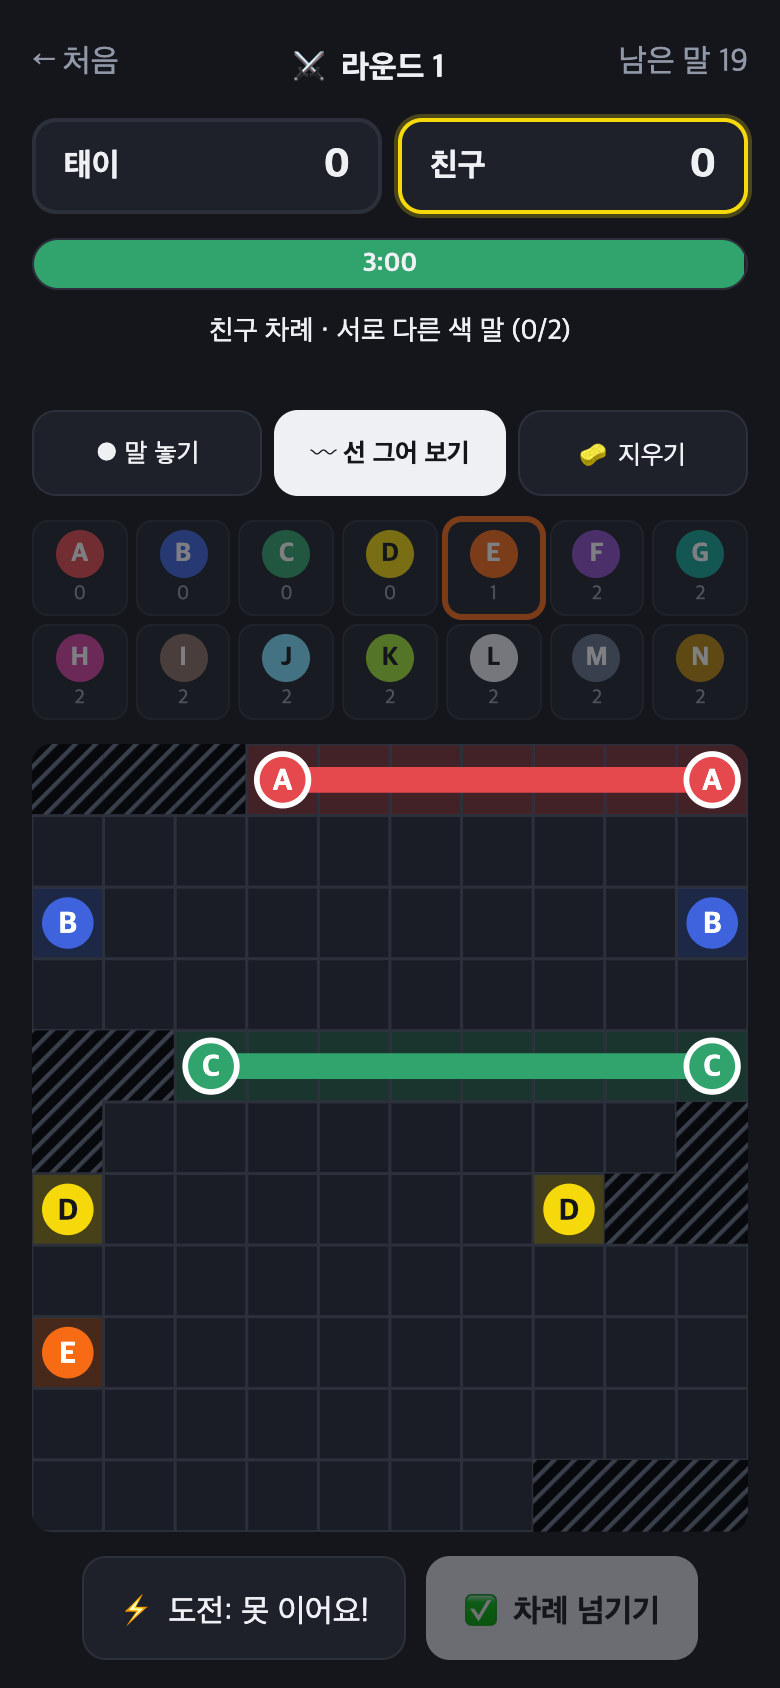 ← 처음
⚔️ 라운드 1
남은 말 19
태이 0
친구 0
3:00
친구 차례 · 서로 다른 색 말 (0/2)
● 말 놓기
〰 선 그어 보기
🧽 지우기
A B C D E F G
0 0 0 0 1 2 2
H I J K L M N
2 2 2 2 2 2 2
A A
B B
C C
D D
E
⚡ 도전: 못 이어요!
✅ 차례 넘기기